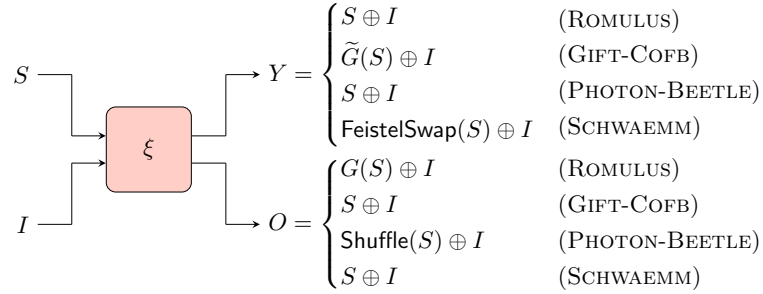 S ⊕ I (ROMULUS)
S
Y = G̃(S) ⊕ I (GIFT-COFB)
S ⊕ I (PHOTON-BEETLE)
FeistelSwap(S) ⊕ I (SCHWAEMM)
ξ
G(S) ⊕ I (ROMULUS)
I
O = S ⊕ I (GIFT-COFB)
Shuffle(S) ⊕ I (PHOTON-BEETLE)
S ⊕ I (SCHWAEMM)